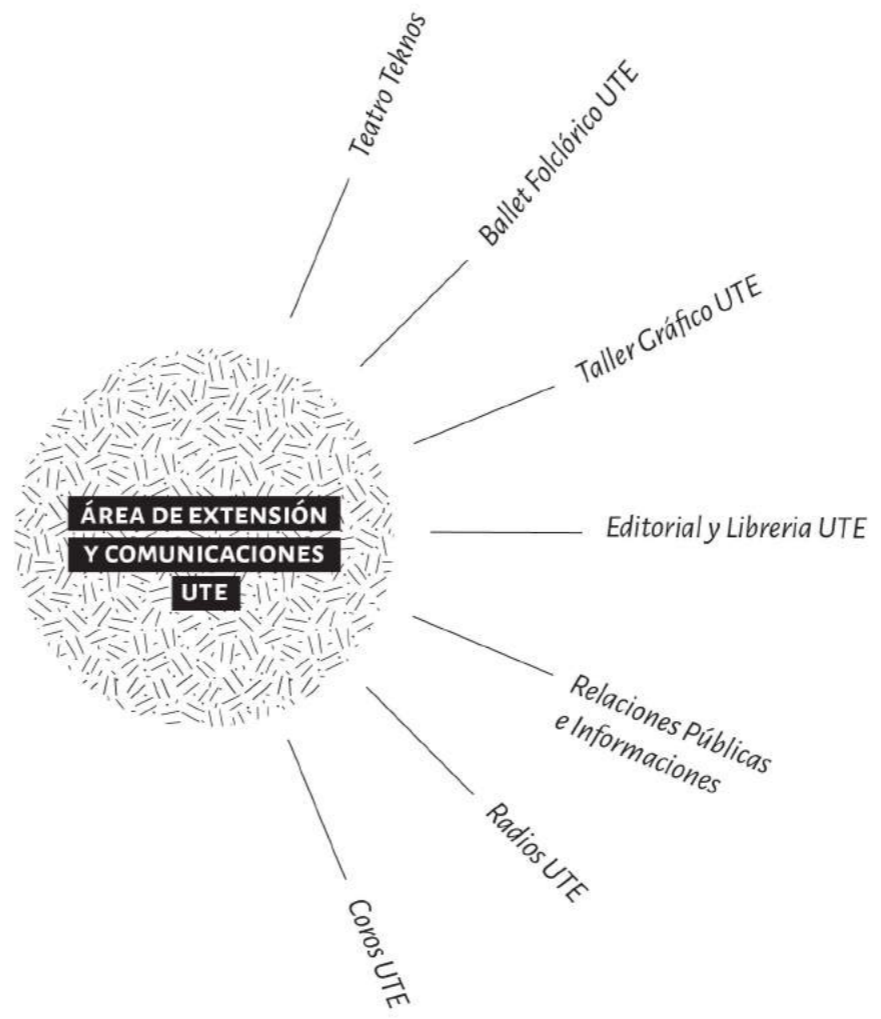 Teatro Teknos
Ballet Folclórico UTE
Taller Gráfico UTE
ÁREA DE EXTENSIÓN
Y COMUNICACIONES
UTE
Editorial y Libreria UTE
Relaciones Públicas
e Informaciones
Radios UTE
Coros UTE